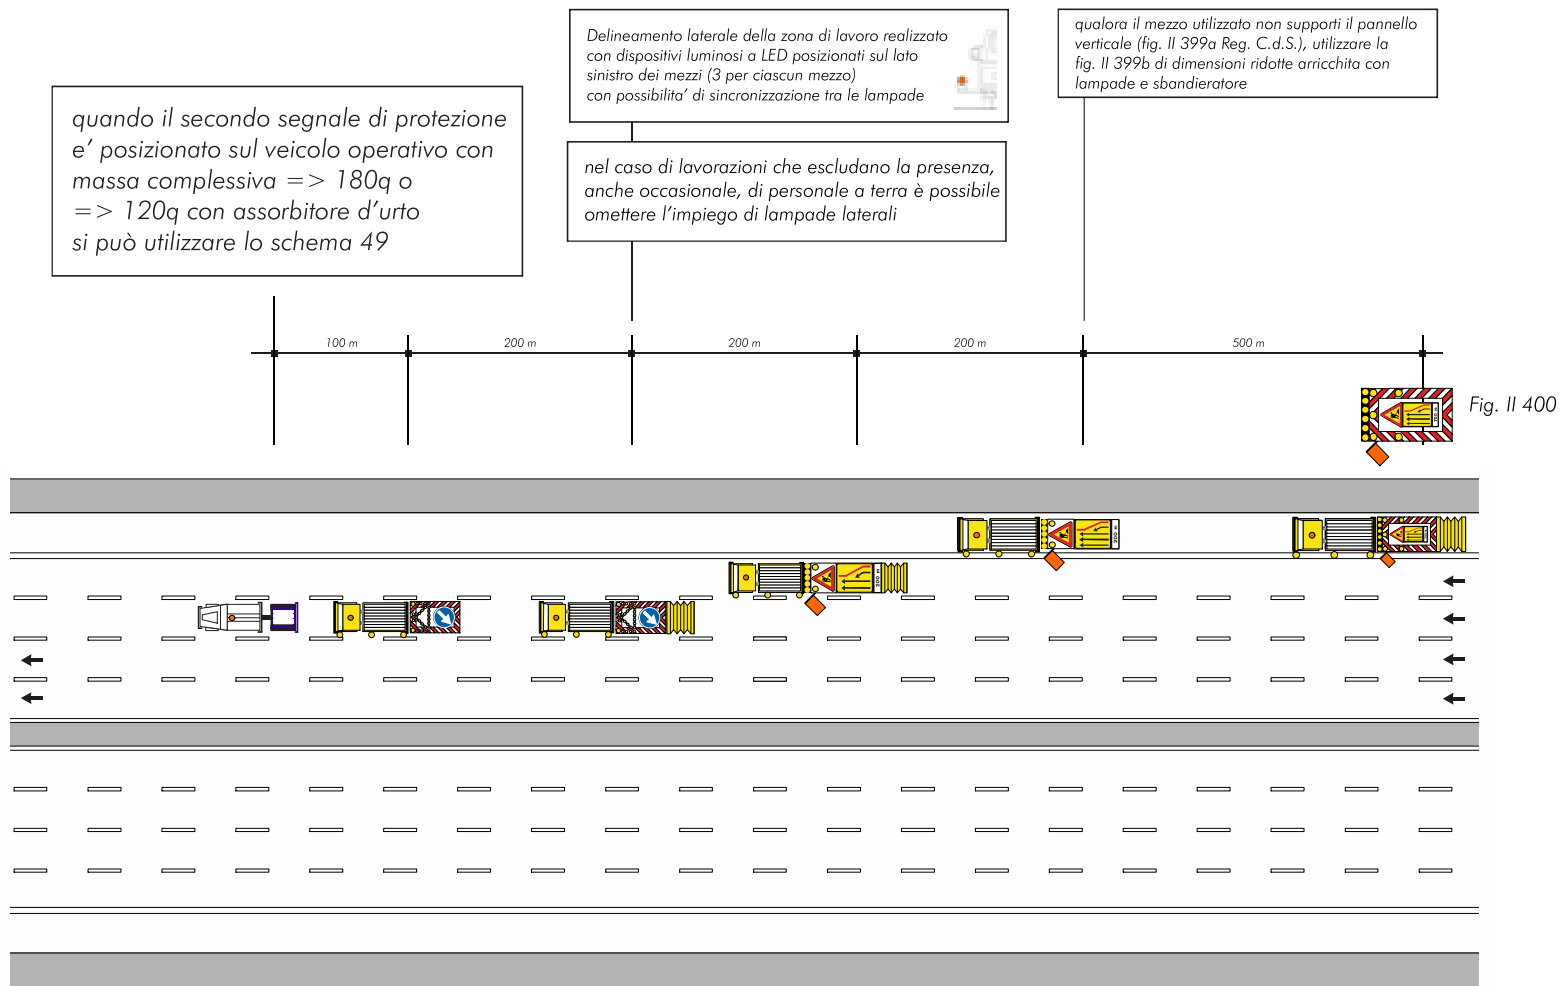 Delineamento laterale della zona di lavoro realizzato
con dispositivi luminosi a LED posizionati sul lato
sinistro dei mezzi (3 per ciascun mezzo)
con possibilita' di sincronizzazione tra le lampade
qualora il mezzo utilizzato non supporti il pannello
verticale (fig. II 399a Reg. C.d.S.), utilizzare la
fig. II 399b di dimensioni ridotte arricchita con
lampade e sbandieratore
quando il secondo segnale di protezione
e' posizionato sul veicolo operativo con
massa complessiva => 180q o
=> 120q con assorbitore d'urto
si può utilizzare lo schema 49
nel caso di lavorazioni che escludano la presenza,
anche occasionale, di personale a terra è possibile
omettere l'impiego di lampade laterali
100 m
200 m
200 m
200 m
500 m
Fig. II 400
700 m
200 m
200 m